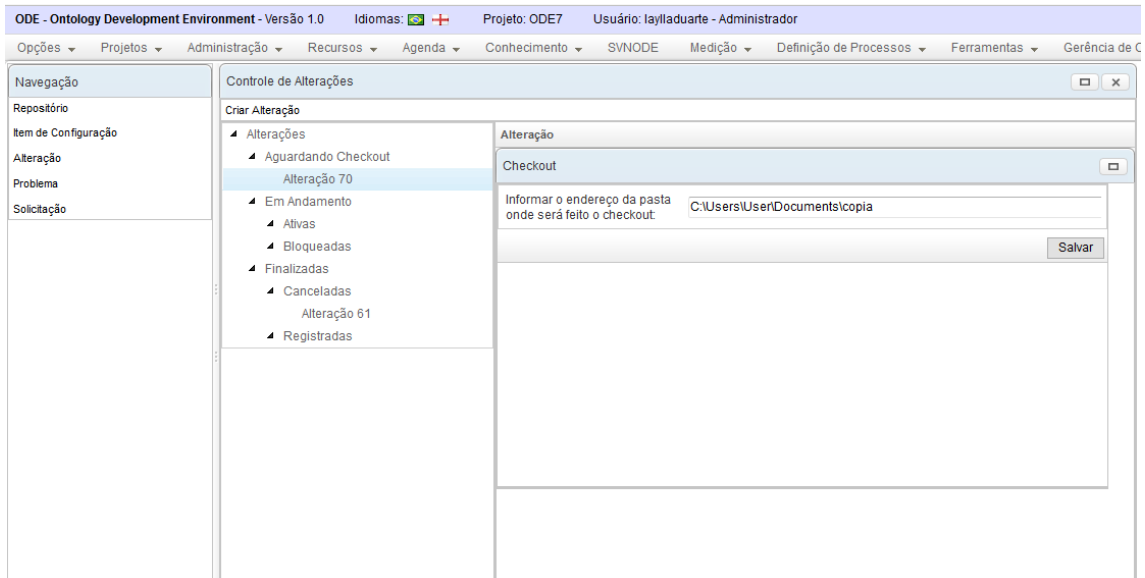 ODE - Ontology Development Environment - Versão 1.0 Idiomas: Projeto: ODE7 Usuário: laylladuarte - Administrador
Opções Projetos Administração Recursos Agenda Conhecimento SVNODE Medição Definição de Processos Ferramentas Gerência de C
Navegação
Repositório
Item de Configuração
Alteração
Problema
Solicitação
Controle de Alterações
Criar Alteração
Alterações
Aguardando Checkout
Alteração 70
Em Andamento
Ativas
Bloqueadas
Finalizadas
Canceladas
Alteração 61
Registradas
Alteração
Checkout
Informar o endereço da pasta
onde será feito o checkout:
C:\Users\User\Documents\copia
Salvar